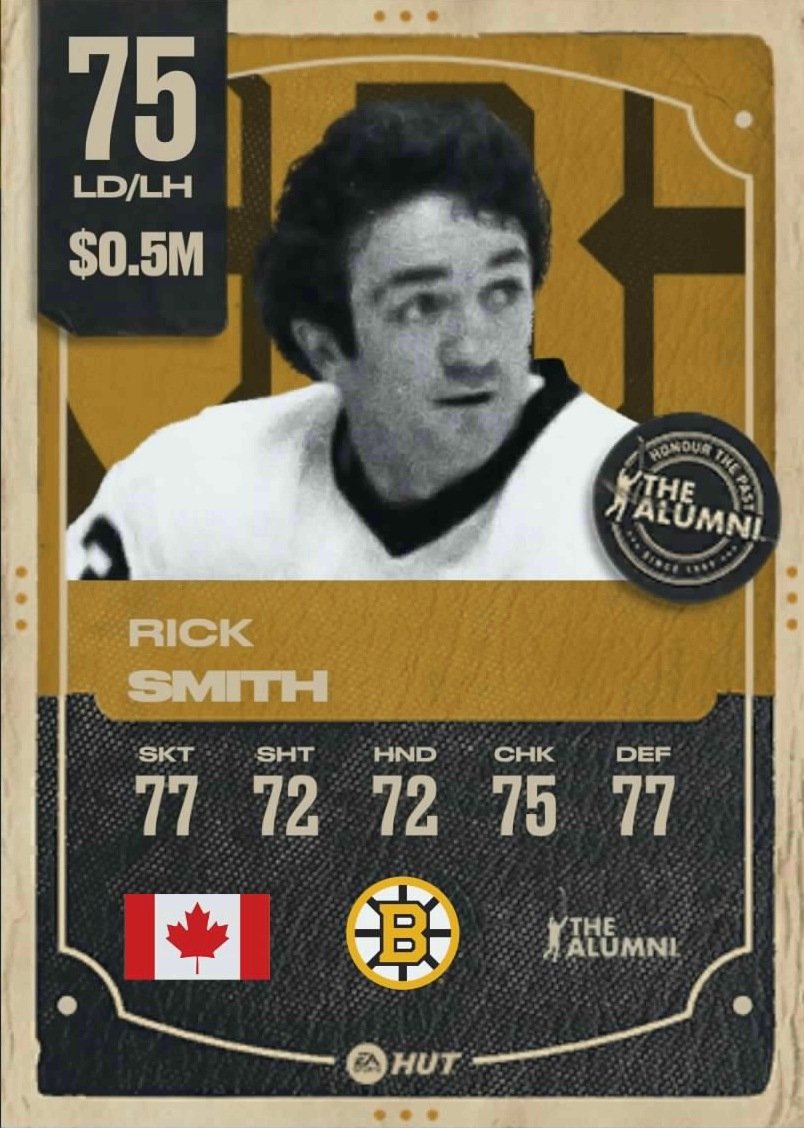 75
LD/LH
$0.5M
HONOUR THE PAST
THE
ALUMNI
RICK
SMITH
SKT SHT HND CHK DEF
77 72 72 75 77
B
THE
ALUMNI
EA
HUT